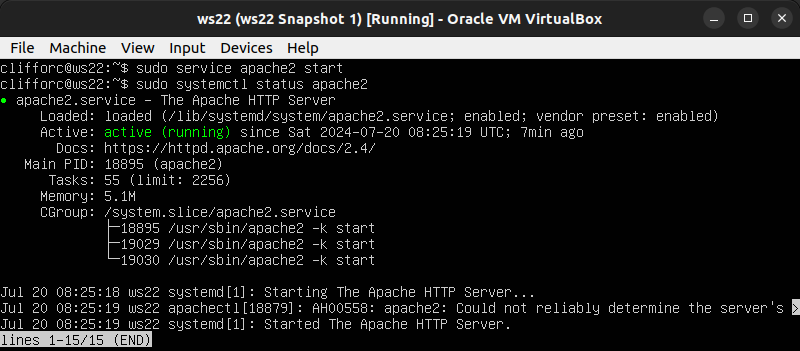 ws22 (ws22 Snapshot 1) [Running] - Oracle VM VirtualBox
File Machine View Input Devices Help
clifforc@ws22:~$ sudo service apache2 start
clifforc@ws22:~$ sudo systemctl status apache2
● apache2.service - The Apache HTTP Server
     Loaded: loaded (/lib/systemd/system/apache2.service; enabled; vendor preset: enabled)
     Active: active (running) since Sat 2024-07-20 08:25:19 UTC; 7min ago
       Docs: https://httpd.apache.org/docs/2.4/
   Main PID: 18895 (apache2)
      Tasks: 55 (limit: 2256)
     Memory: 5.1M
     CGroup: /system.slice/apache2.service
             ├─18895 /usr/sbin/apache2 -k start
             ├─19029 /usr/sbin/apache2 -k start
             └─19030 /usr/sbin/apache2 -k start
Jul 20 08:25:18 ws22 systemd[1]: Starting The Apache HTTP Server...
Jul 20 08:25:19 ws22 apachectl[18879]: AH00558: apache2: Could not reliably determine the server's >
Jul 20 08:25:19 ws22 systemd[1]: Started The Apache HTTP Server.
lines 1-15/15 (END)